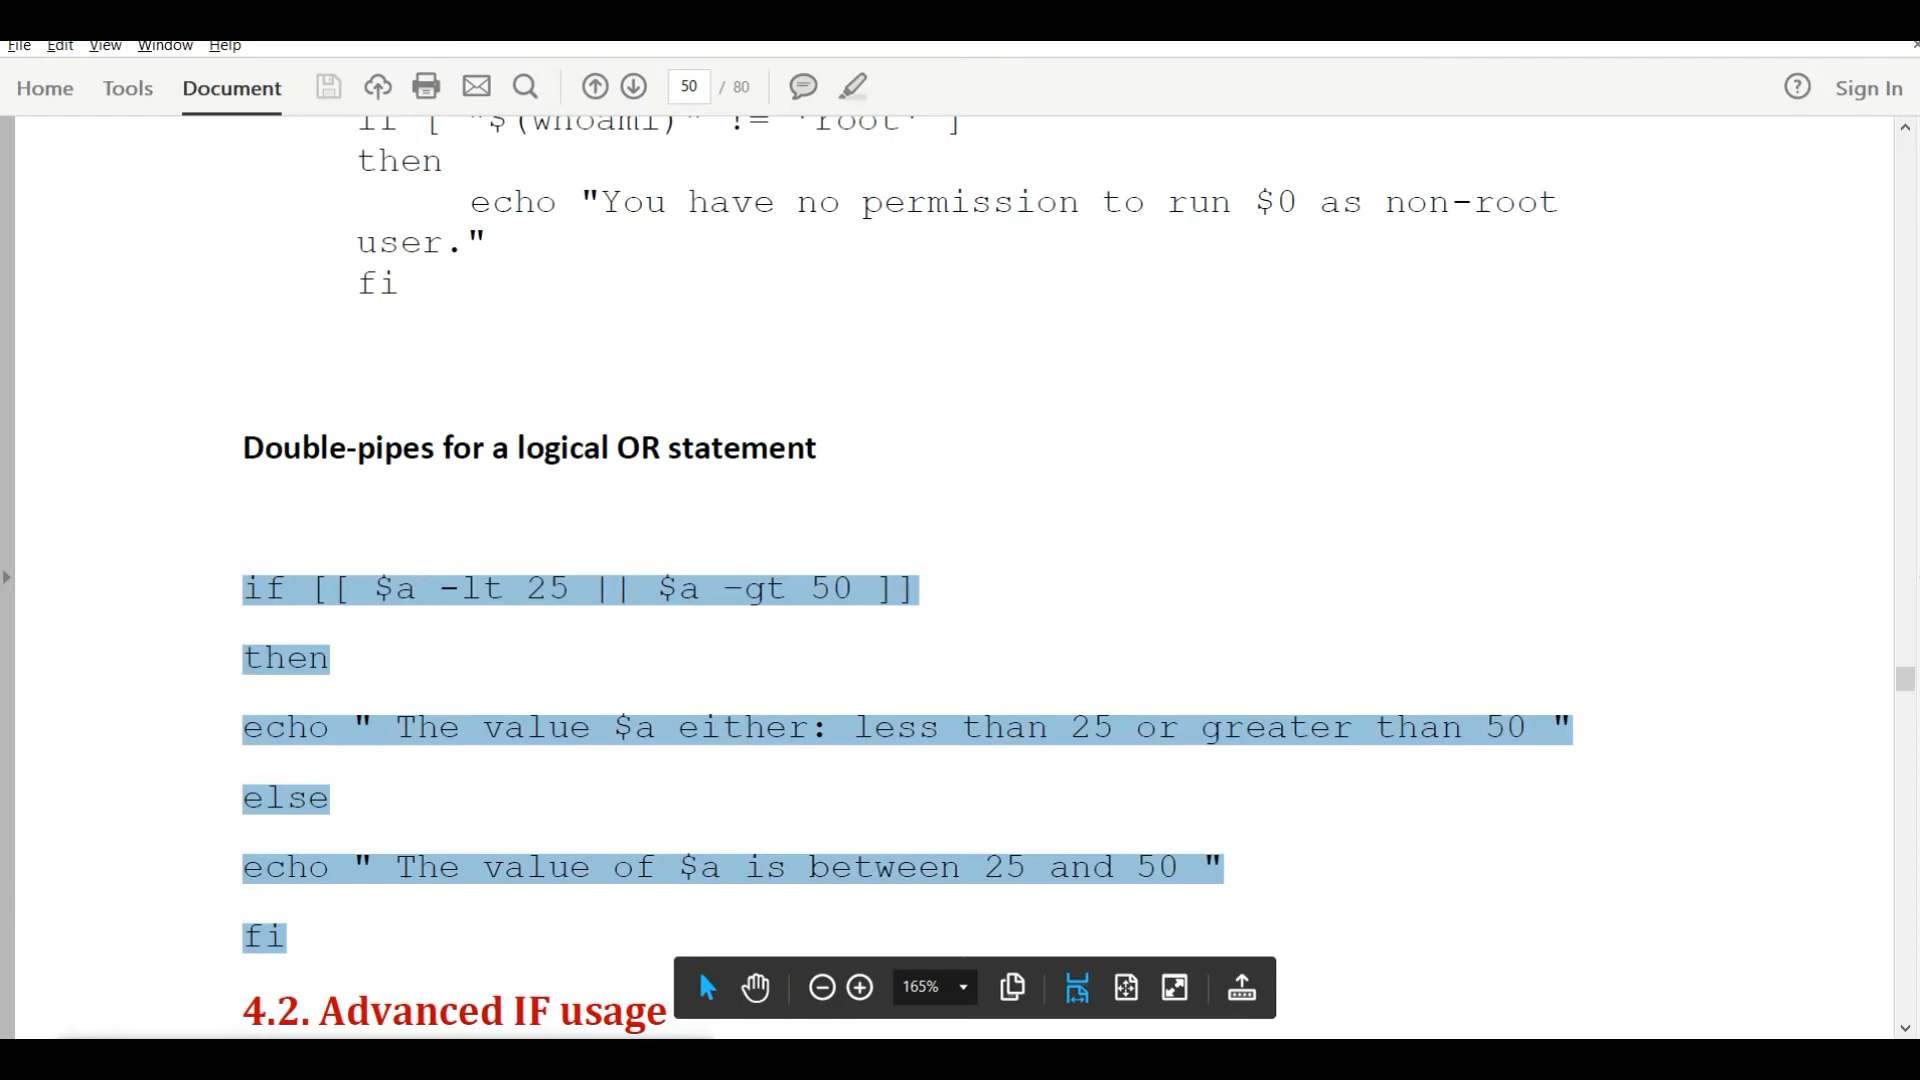 File Edit View Window Help
Home Tools Document 50 / 80 Sign In
if [ "$(whoami)" != 'root' ]
then
echo "You have no permission to run $0 as non-root
user."
fi
Double-pipes for a logical OR statement
if [[ $a -lt 25 || $a –gt 50 ]]
then
echo " The value $a either: less than 25 or greater than 50 "
else
echo " The value of $a is between 25 and 50 "
fi
4.2. Advanced IF usage
165%